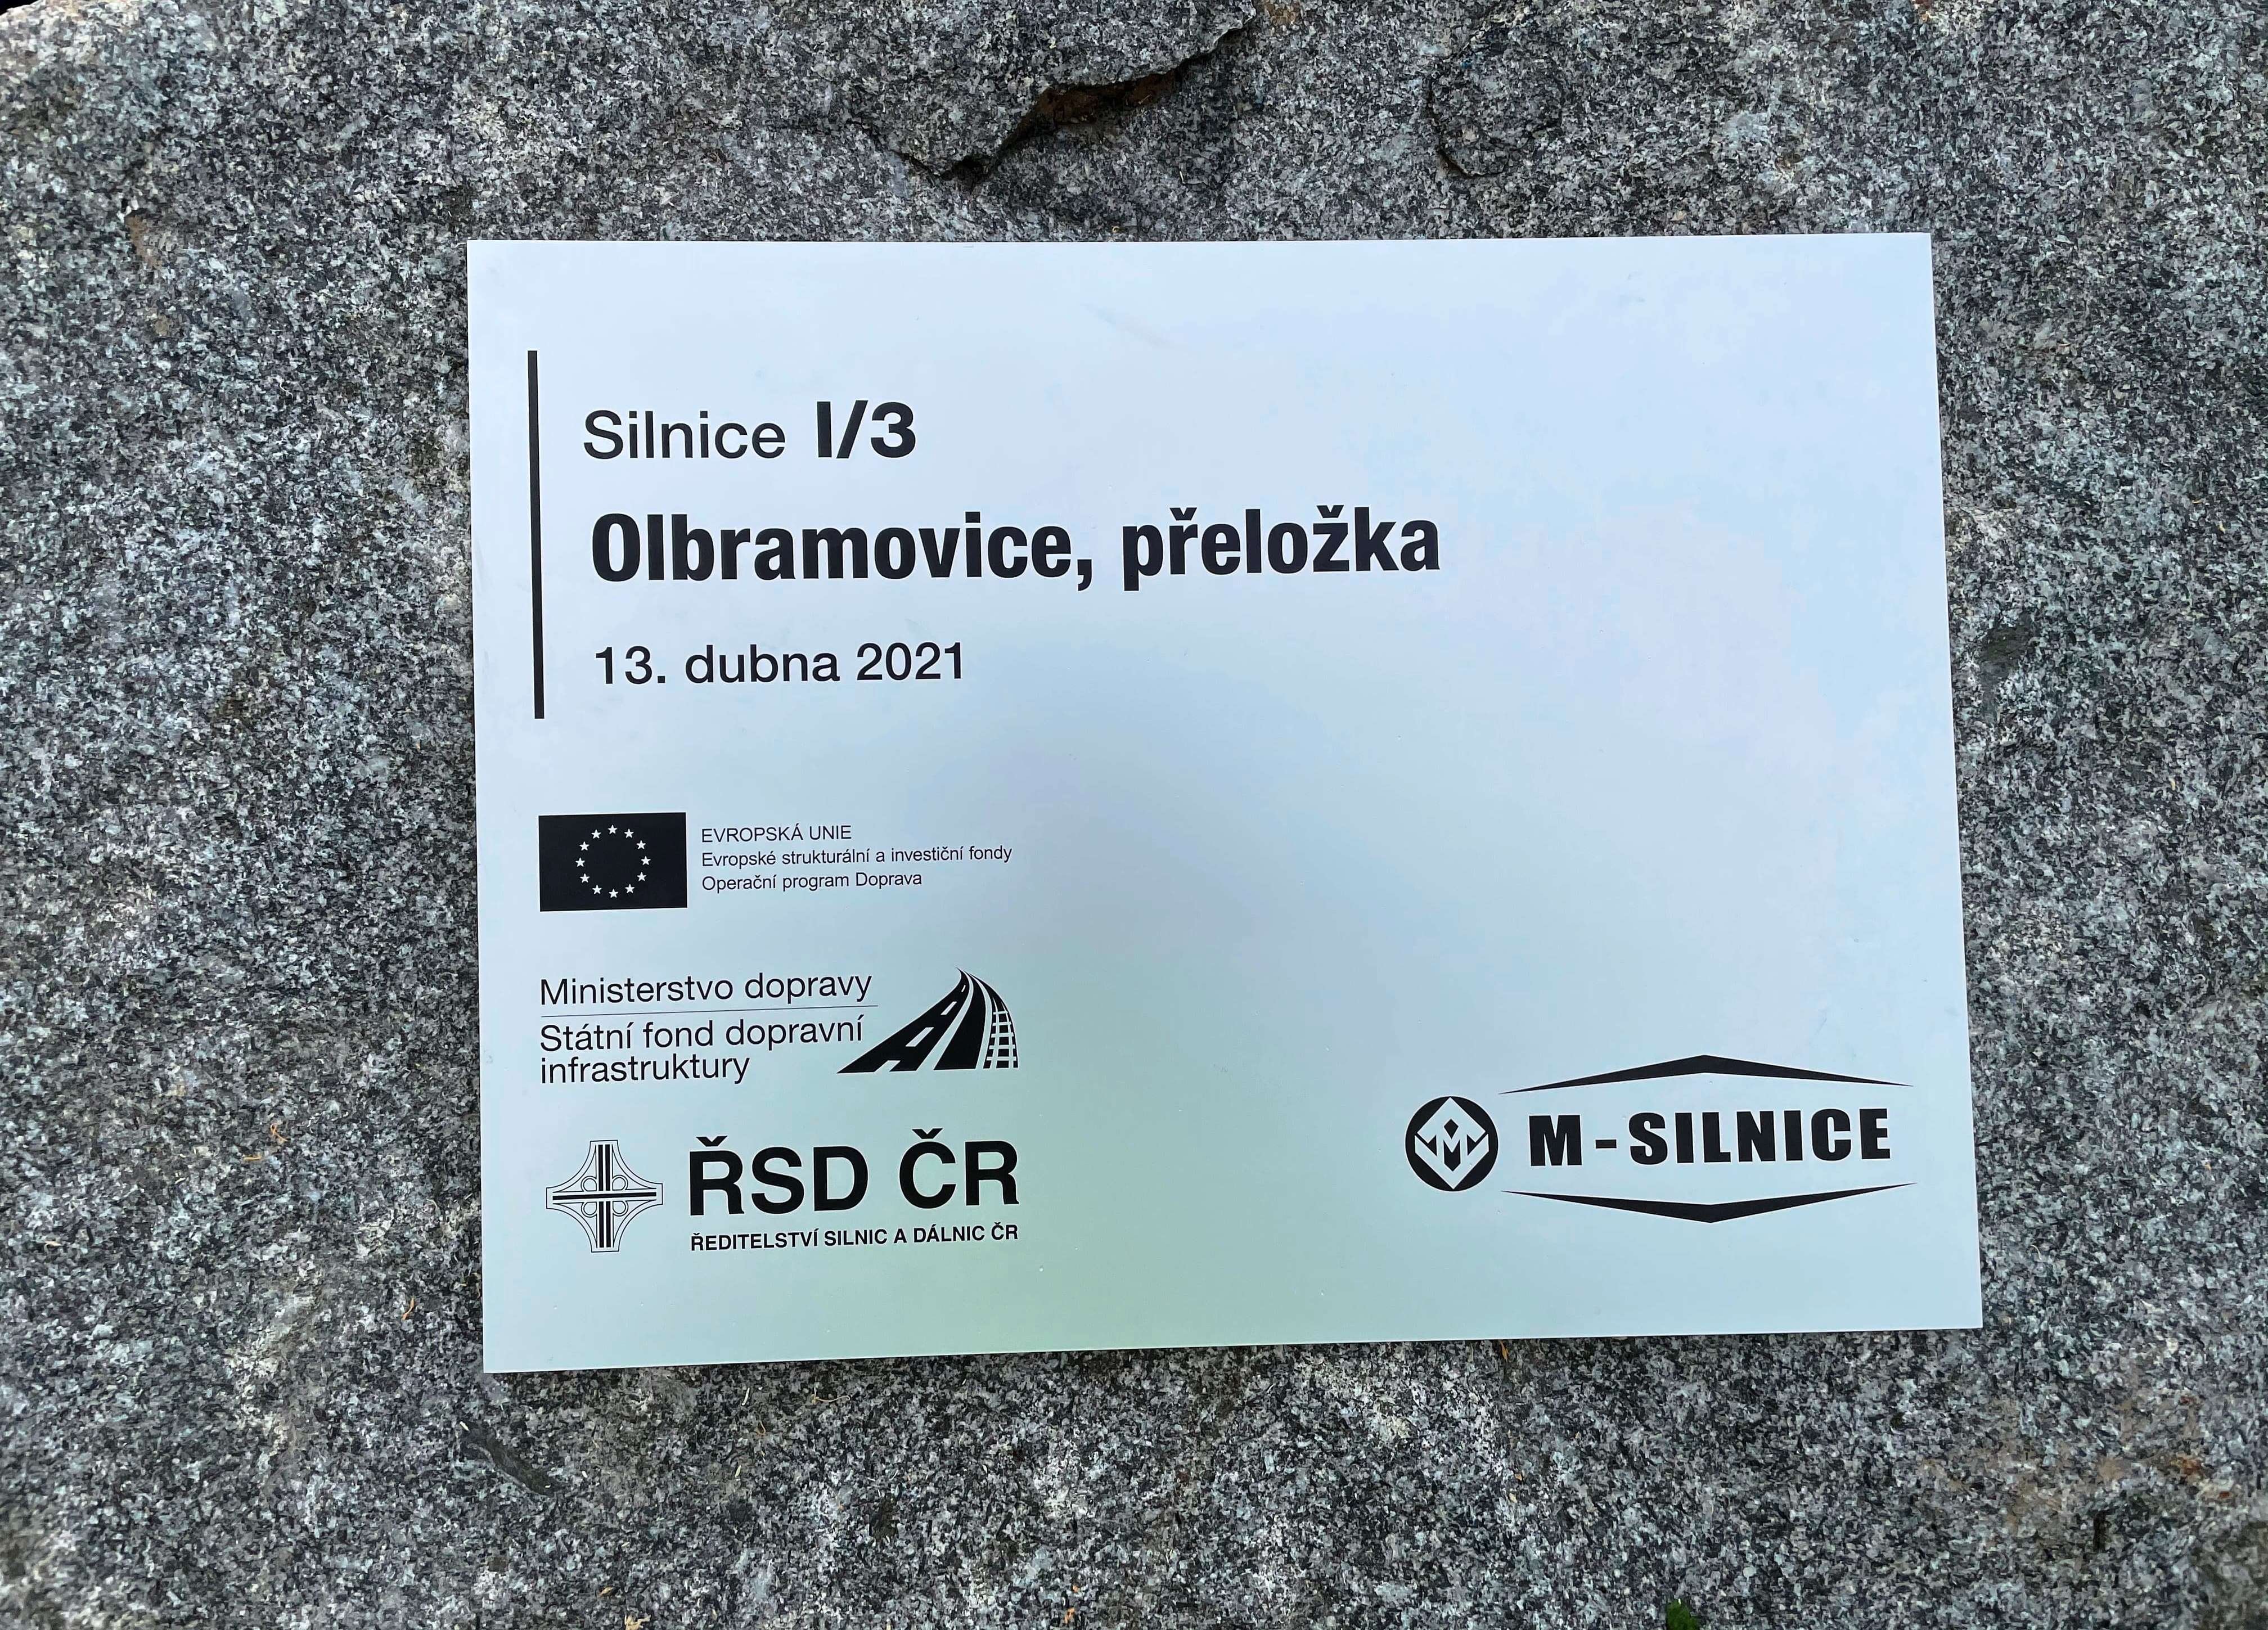 Silnice I/3
Olbramovice, přeložka
13. dubna 2021
EVROPSKÁ UNIE
Evropské strukturální a investiční fondy
Operační program Doprava
Ministerstvo dopravy
Státní fond dopravní
infrastruktury
ŘSD ČR
ŘEDITELSTVÍ SILNIC A DÁLNIC ČR
M-SILNICE